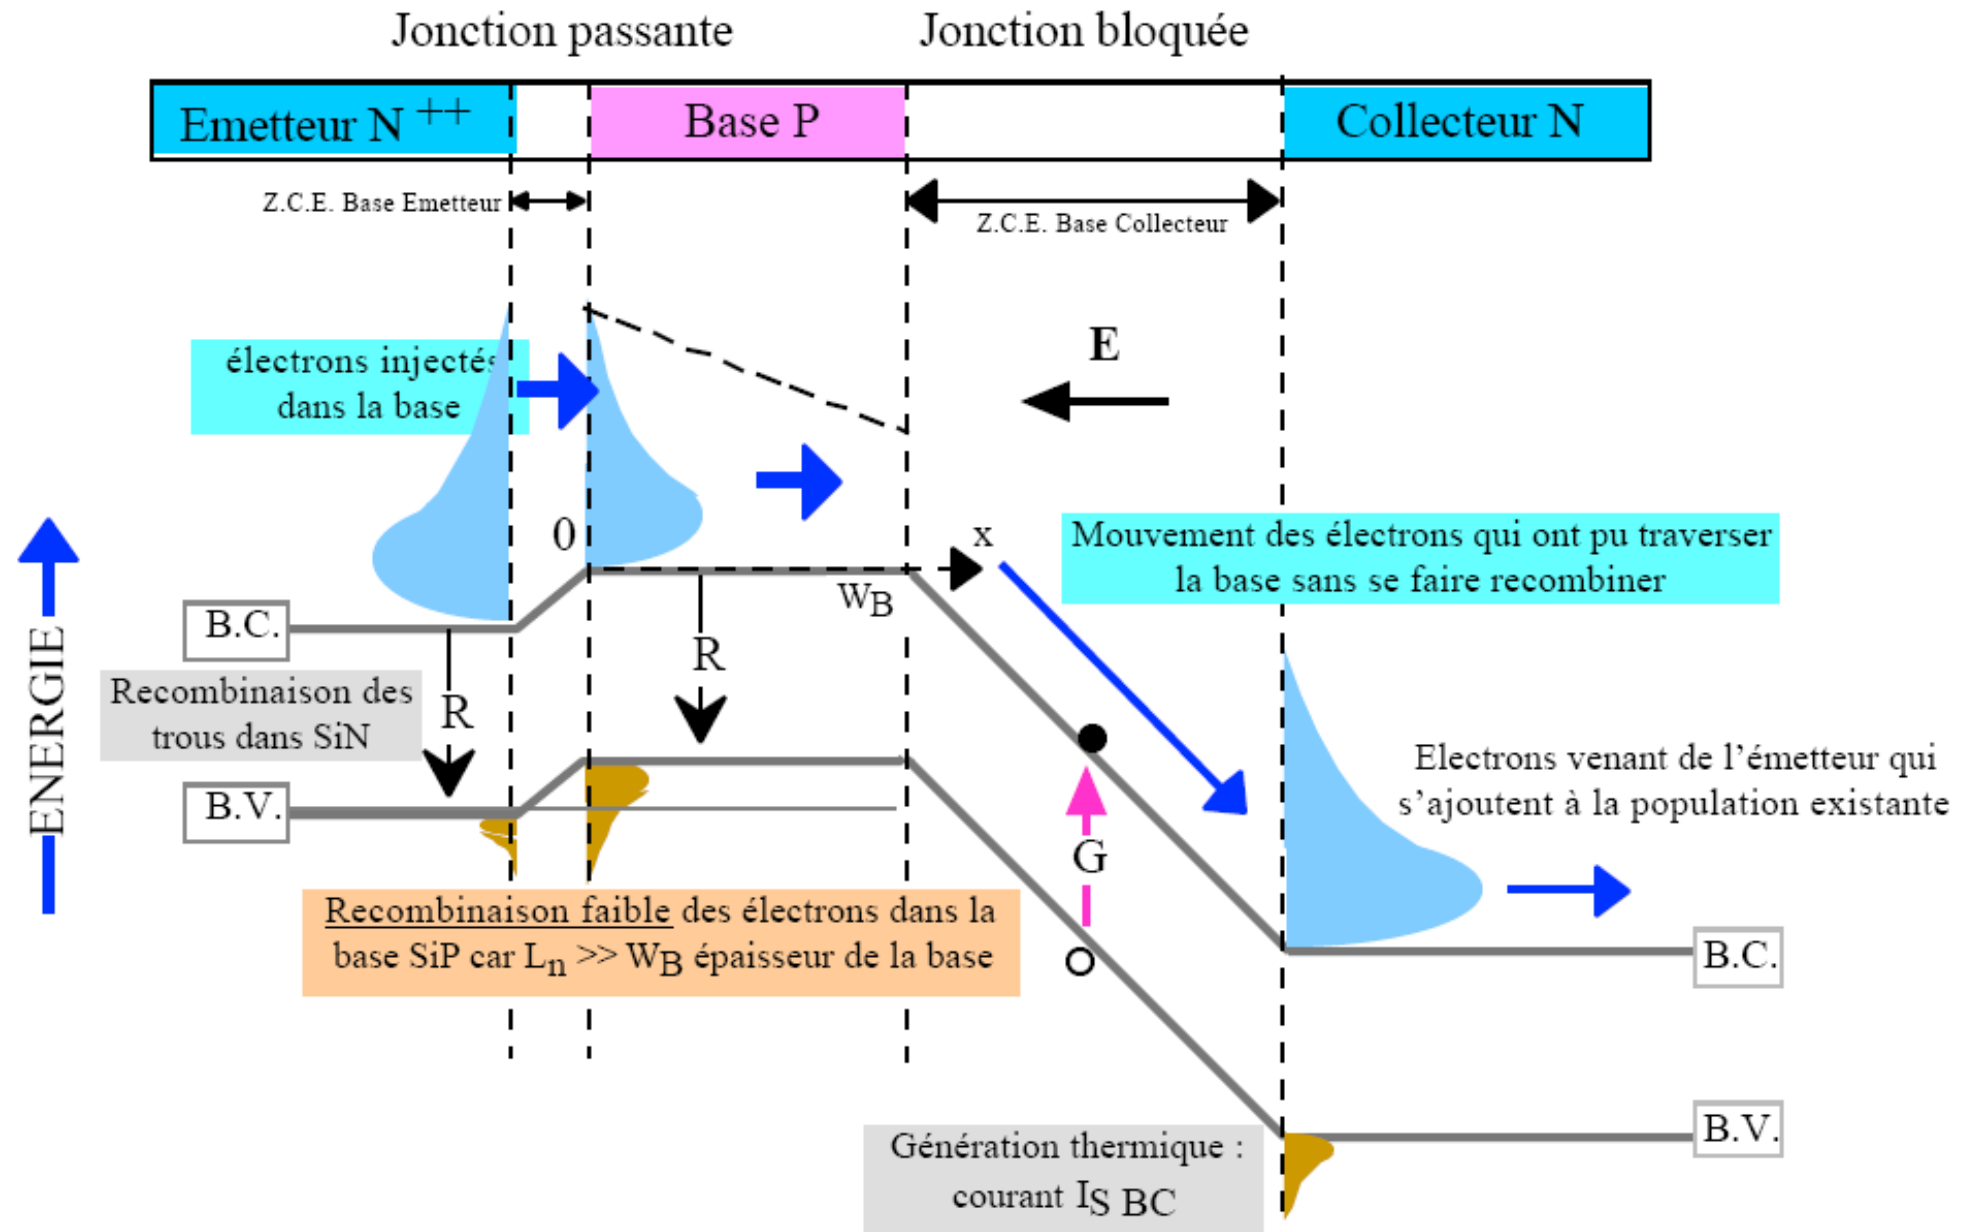 Jonction passante
Jonction bloquée
Emetteur N ++
Base P
Collecteur N
Z.C.E. Base Emetteur
Z.C.E. Base Collecteur
électrons injectés
dans la base
E
0
x
WB
Mouvement des électrons qui ont pu traverser
la base sans se faire recombiner
ENERGIE
B.C.
R
R
Recombinaison des
trous dans SiN
B.V.
G
Electrons venant de l’émetteur qui
s’ajoutent à la population existante
Recombinaison faible des électrons dans la
base SiP car Ln >> WB épaisseur de la base
B.C.
B.V.
Génération thermique :
courant IS BC